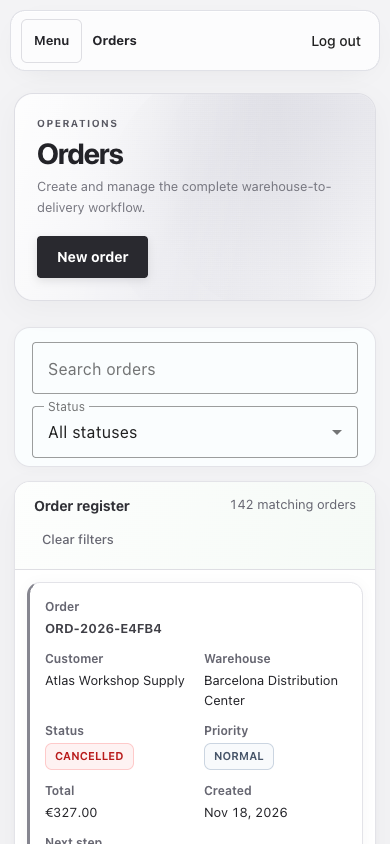 Menu
Orders
Log out
OPERATIONS
Orders
Create and manage the complete warehouse-to-
delivery workflow.
New order
Search orders
Status
All statuses
Order register
142 matching orders
Clear filters
Order
ORD-2026-E4FB4
Customer
Atlas Workshop Supply
Warehouse
Barcelona Distribution
Center
Status
CANCELLED
Priority
NORMAL
Total
€327.00
Created
Nov 18, 2026
Next step